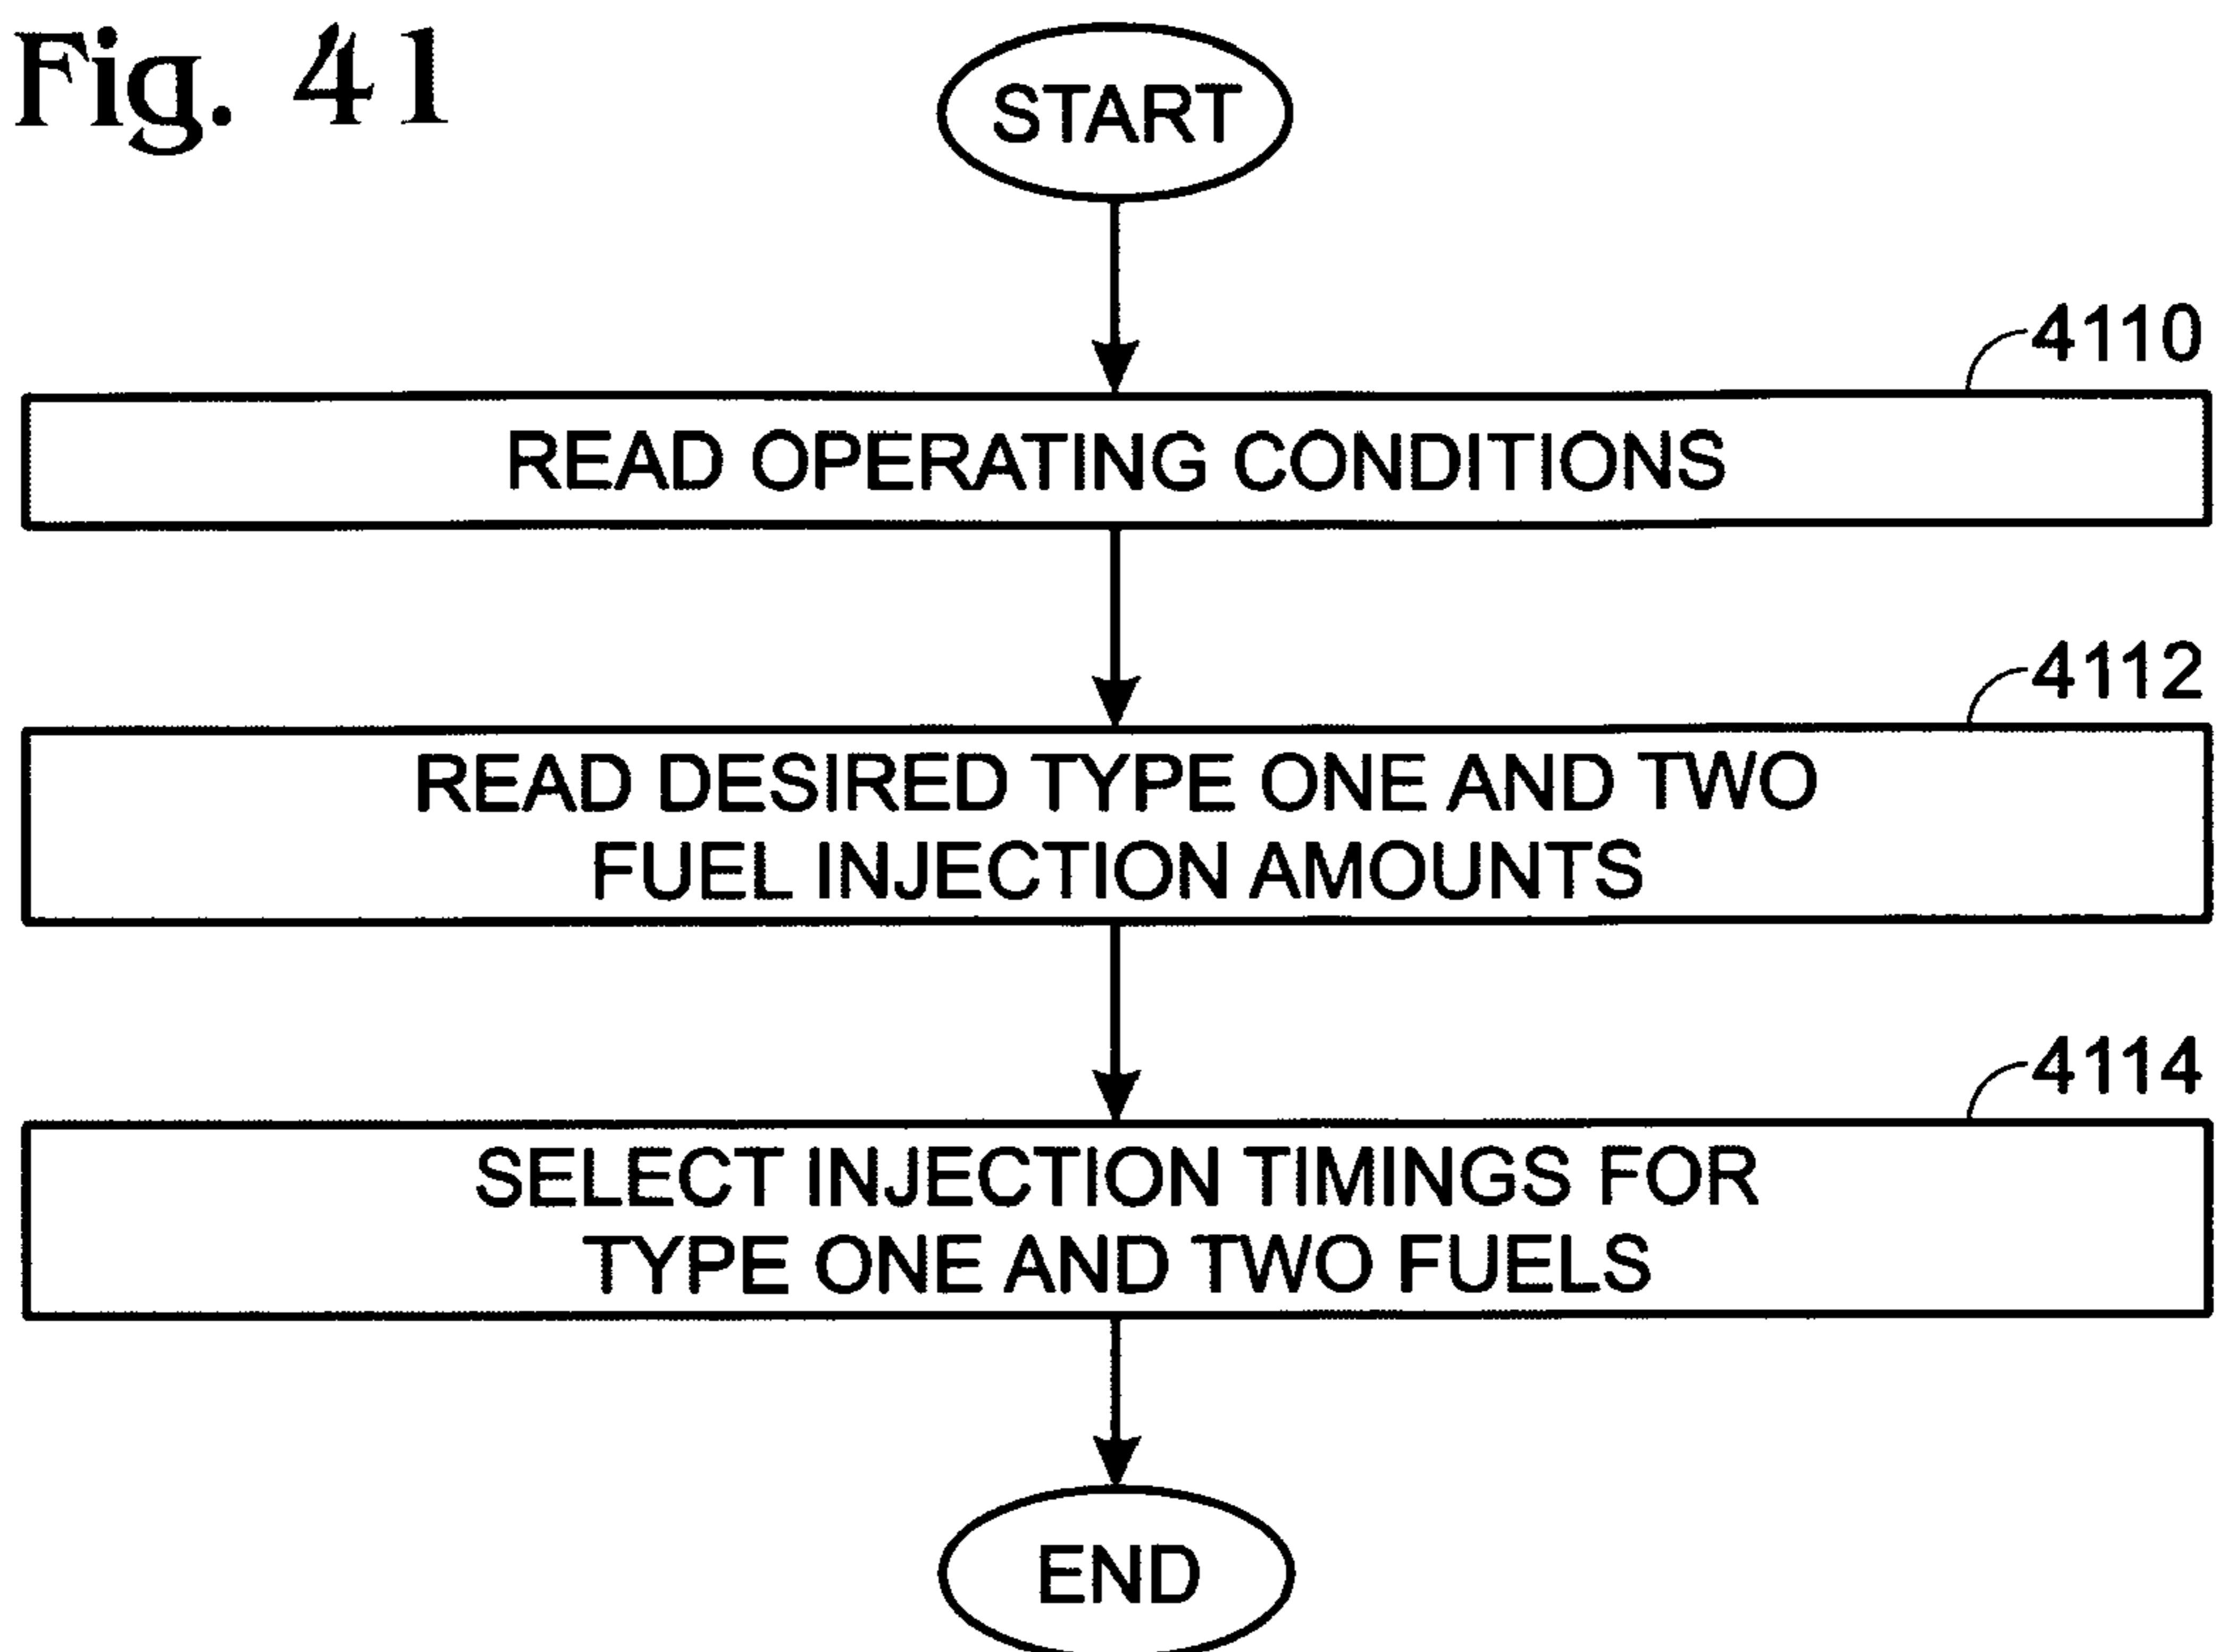 Fig. 41
START
4110
READ OPERATING CONDITIONS
4112
READ DESIRED TYPE ONE AND TWO
FUEL INJECTION AMOUNTS
4114
SELECT INJECTION TIMINGS FOR
TYPE ONE AND TWO FUELS
END